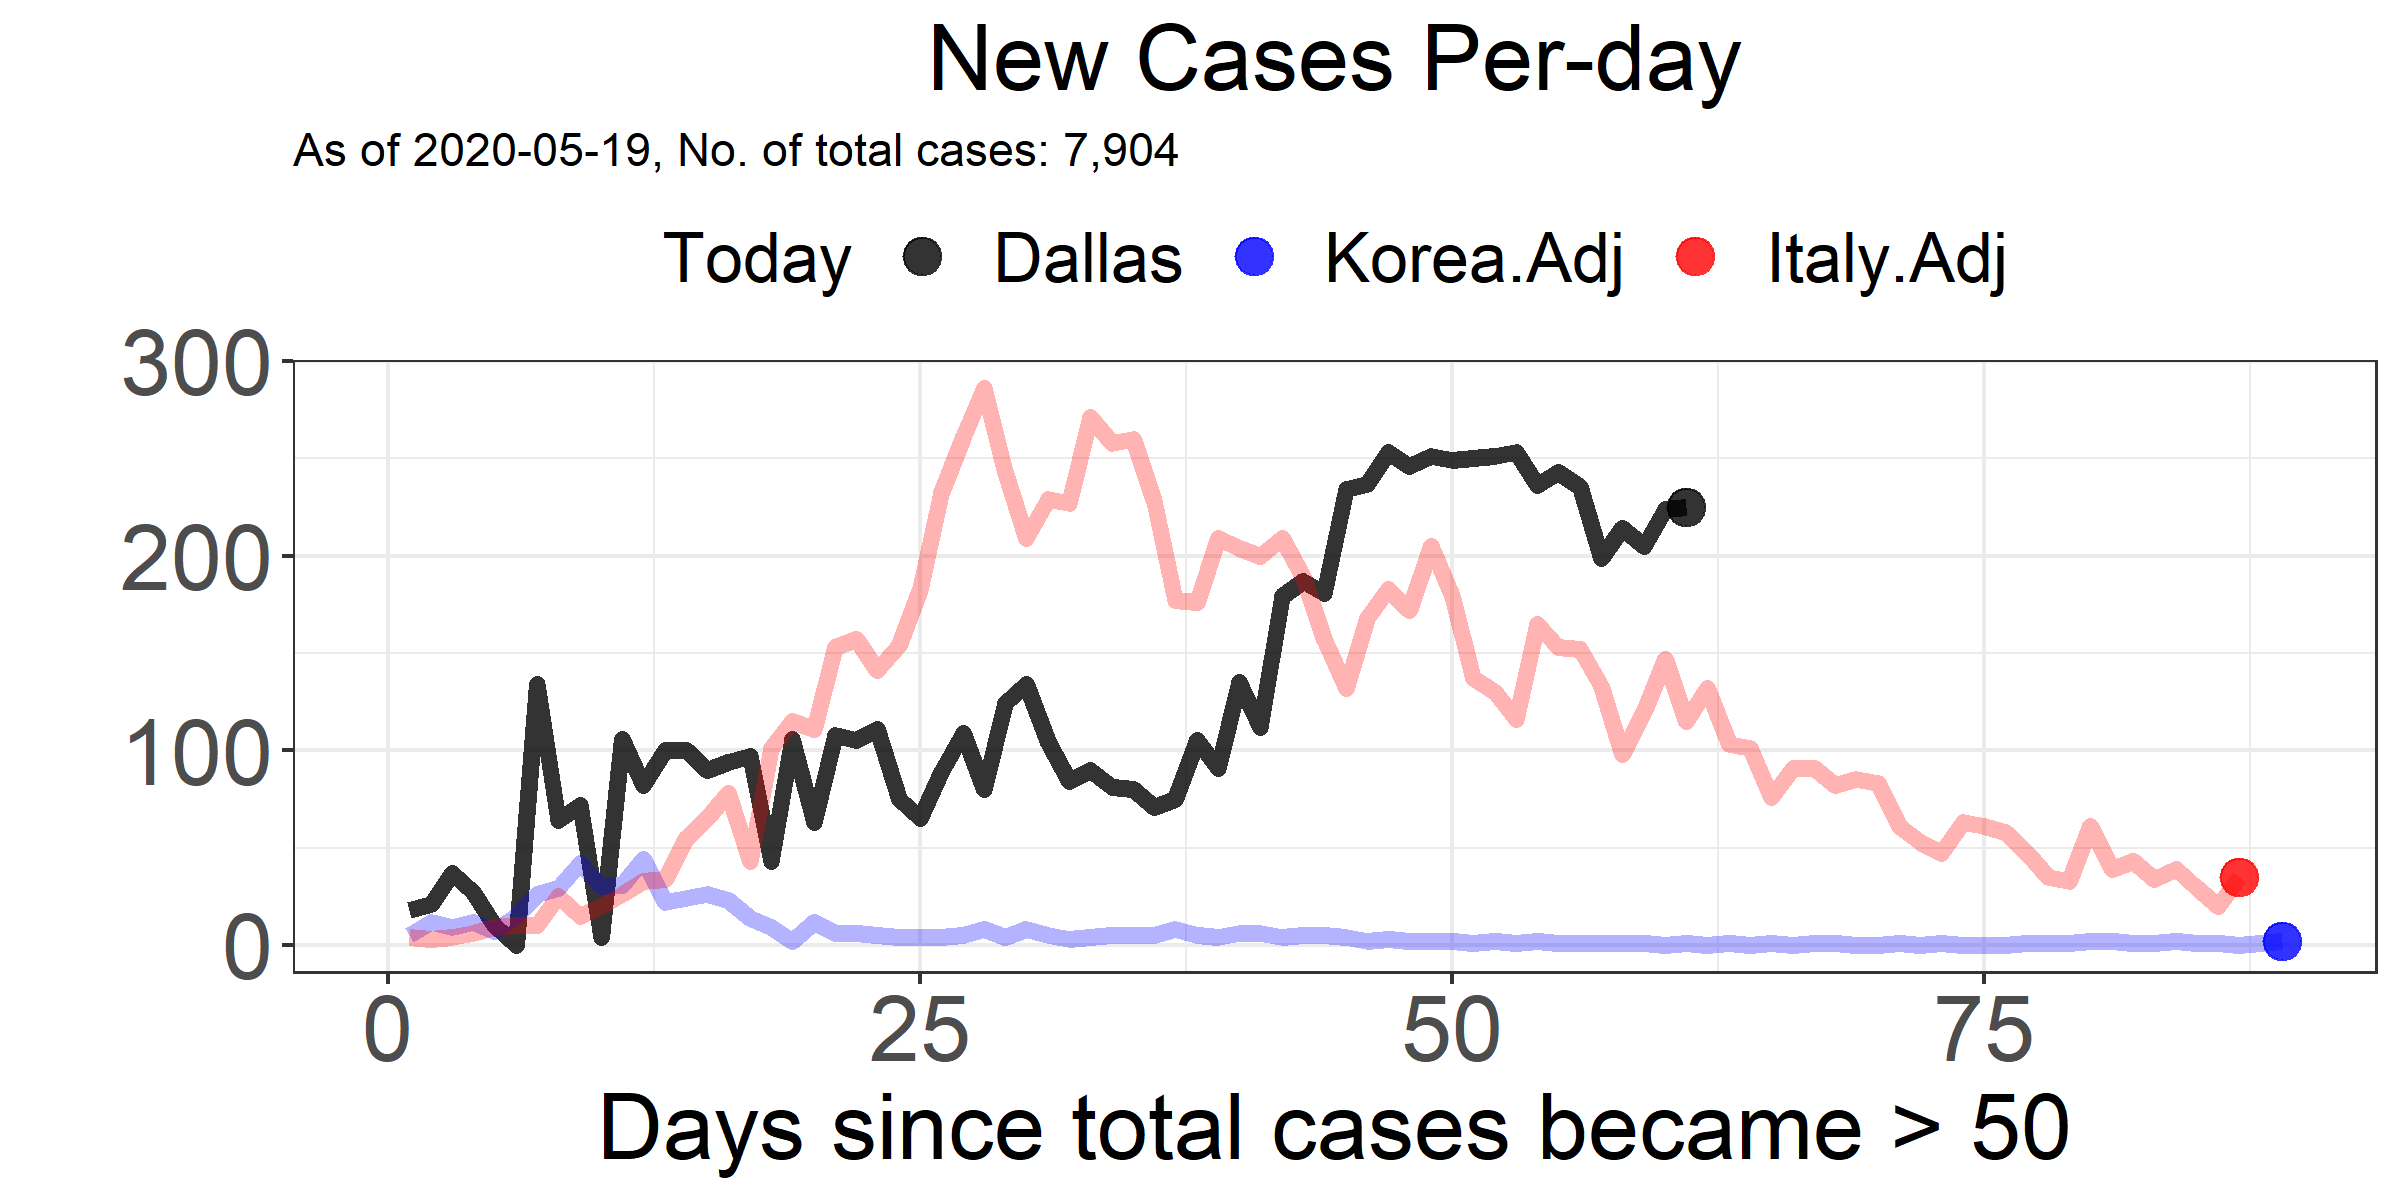 New Cases Per-day
As of 2020-05-19, No. of total cases: 7,904
Today Dallas Korea.Adj Italy.Adj
300
200
100
0
0 25 50 75
Days since total cases became > 50